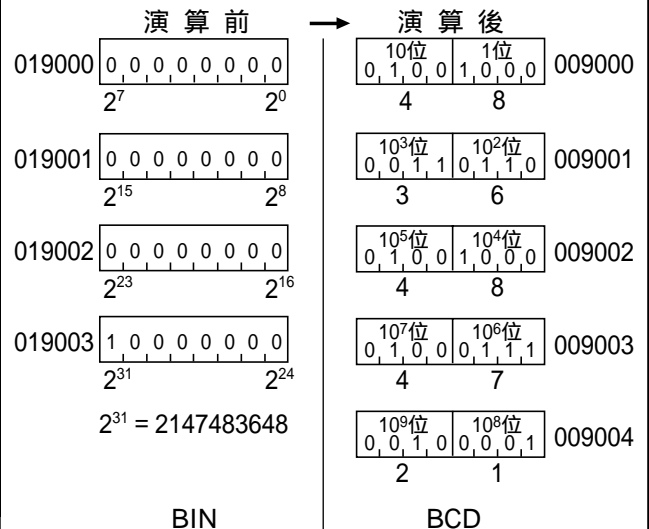 演算前 → 演算後
019000 0 0 0 0 0 0 0 0
2⁷ 2⁰
10位 1位
0 1 0 0 1 0 0 0 009000
4 8
019001 0 0 0 0 0 0 0 0
2¹⁵ 2⁸
10³位 10²位
0 0 1 1 0 1 1 0 009001
3 6
019002 0 0 0 0 0 0 0 0
2²³ 2¹⁶
10⁵位 10⁴位
0 1 0 0 1 0 0 0 009002
4 8
019003 1 0 0 0 0 0 0 0
2³¹ 2²⁴
10⁷位 10⁶位
0 1 0 0 0 1 1 1 009003
4 7
2³¹ = 2147483648
10⁹位 10⁸位
0 0 1 0 0 0 0 1 009004
2 1
BIN BCD